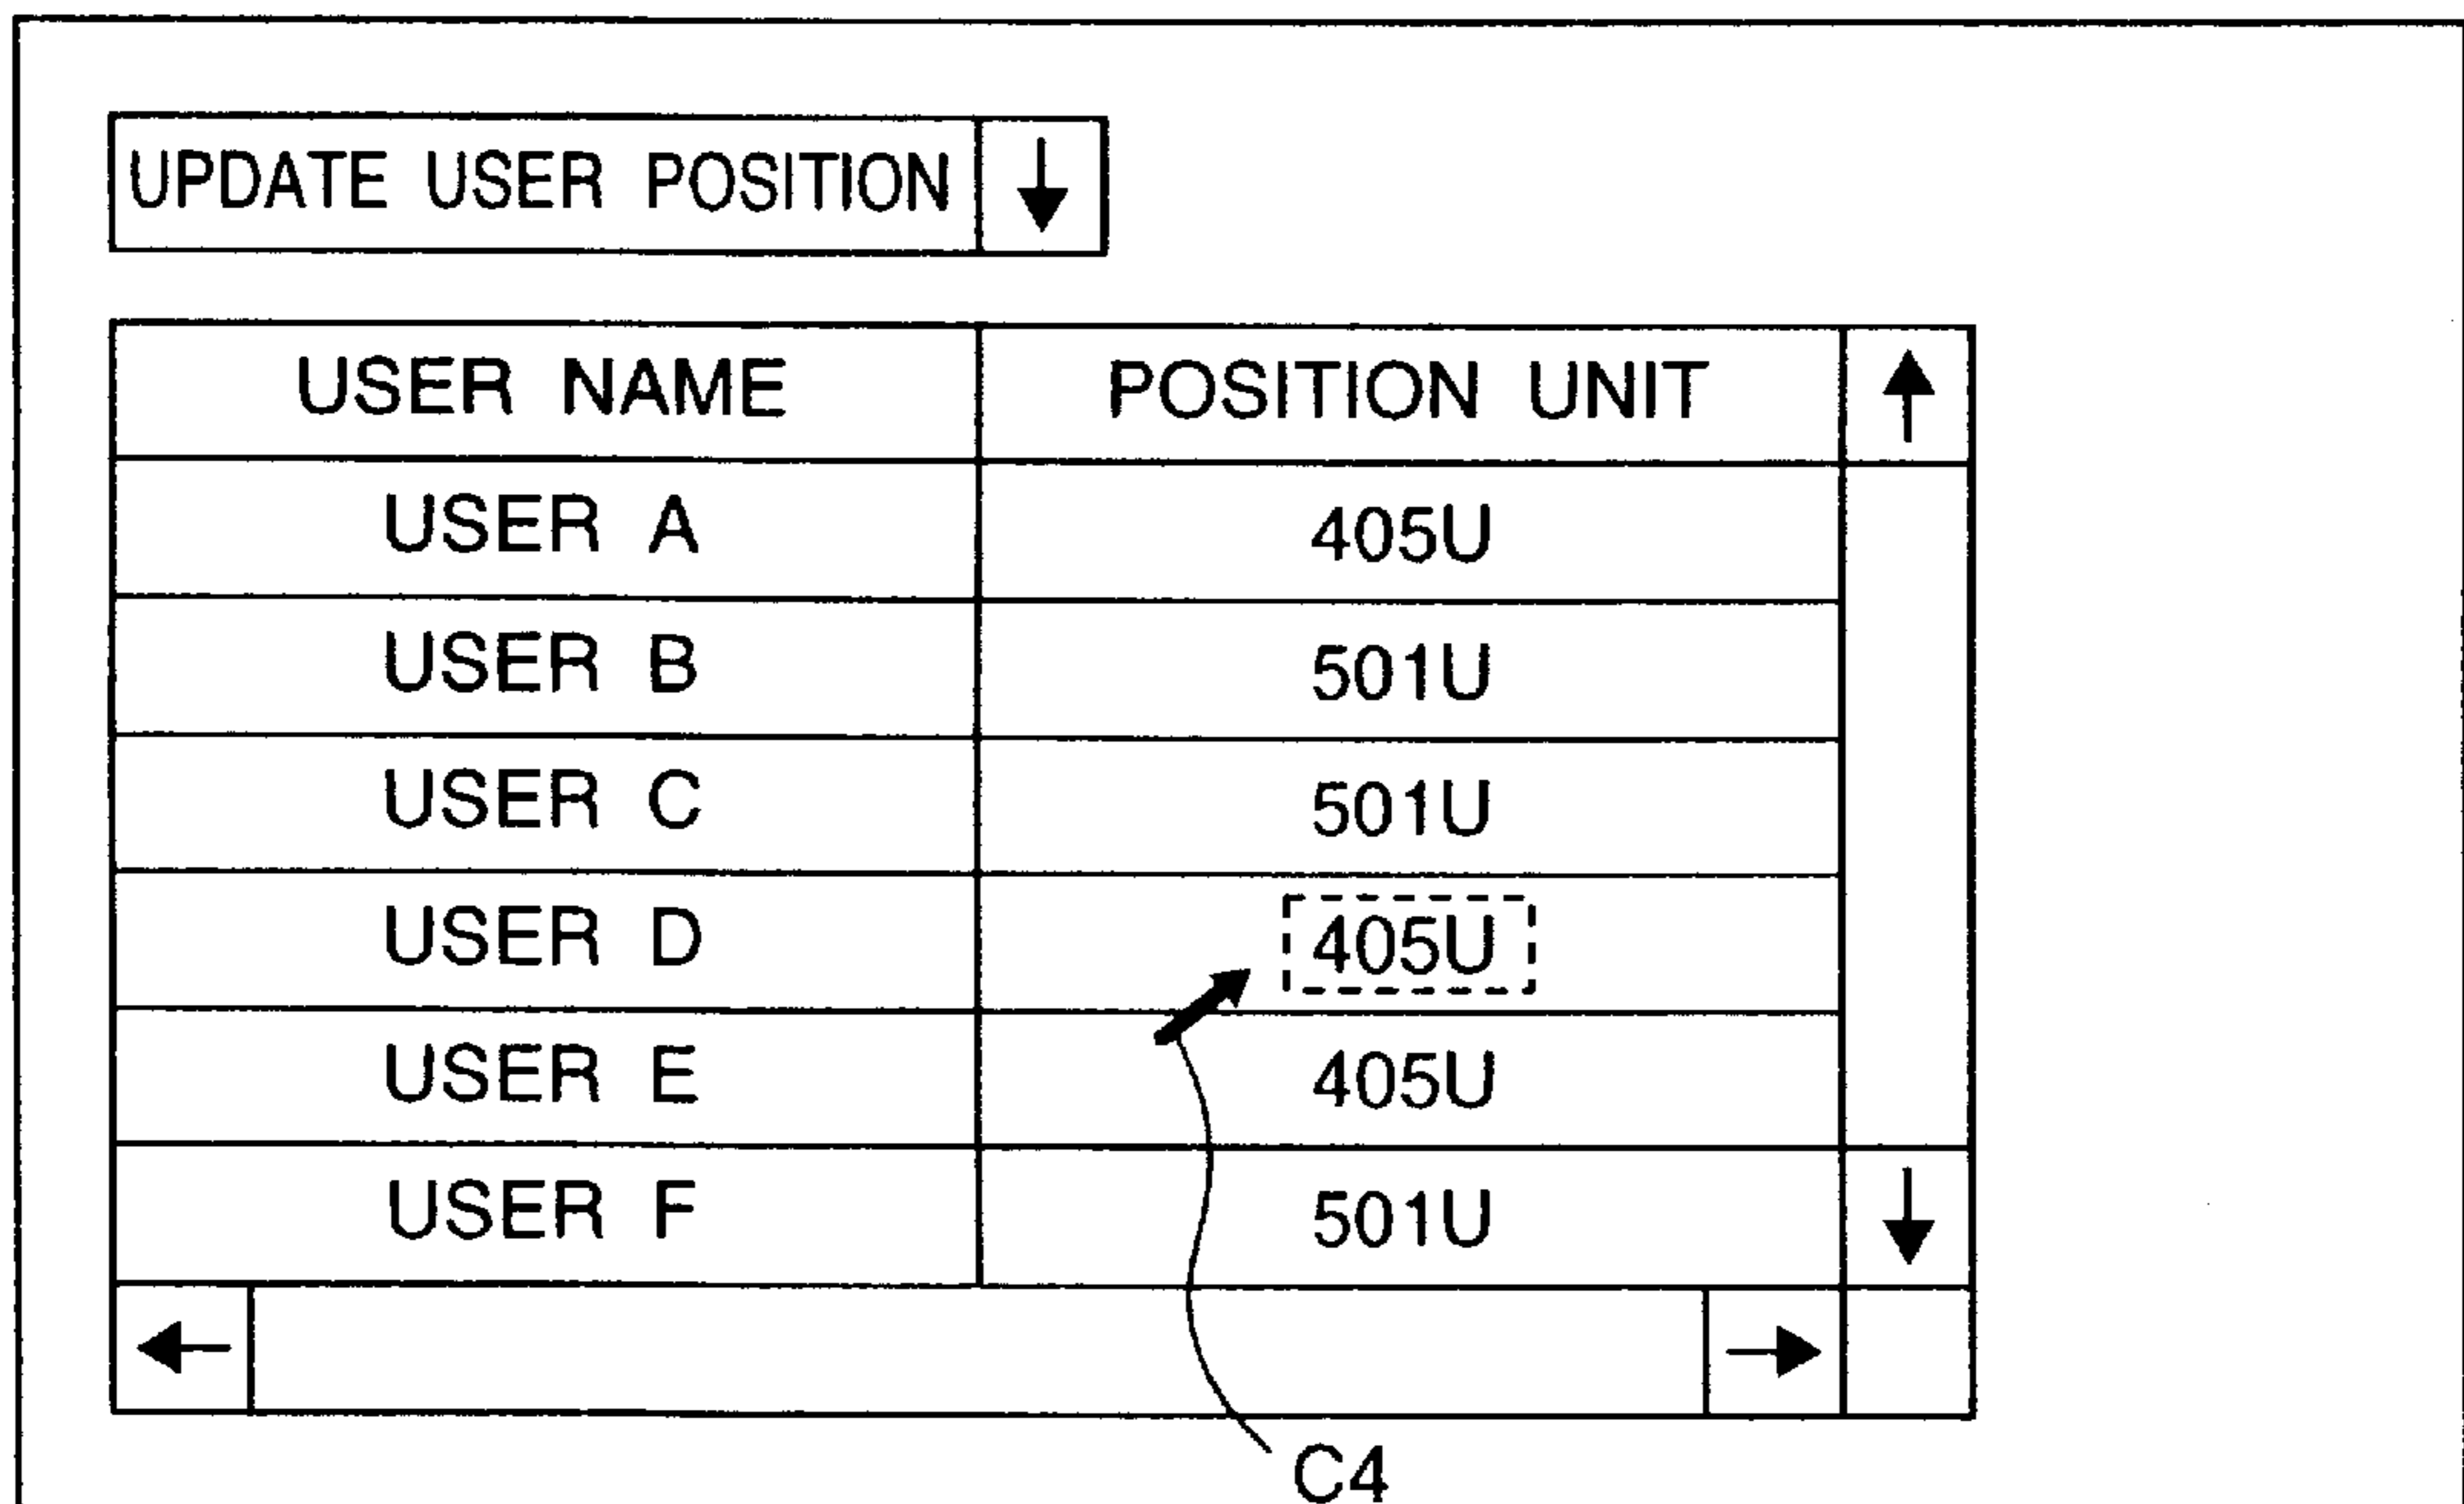 UPDATE USER POSITION
USER NAME POSITION UNIT
USER A 405U
USER B 501U
USER C 501U
USER D 405U
USER E 405U
USER F 501U
C4